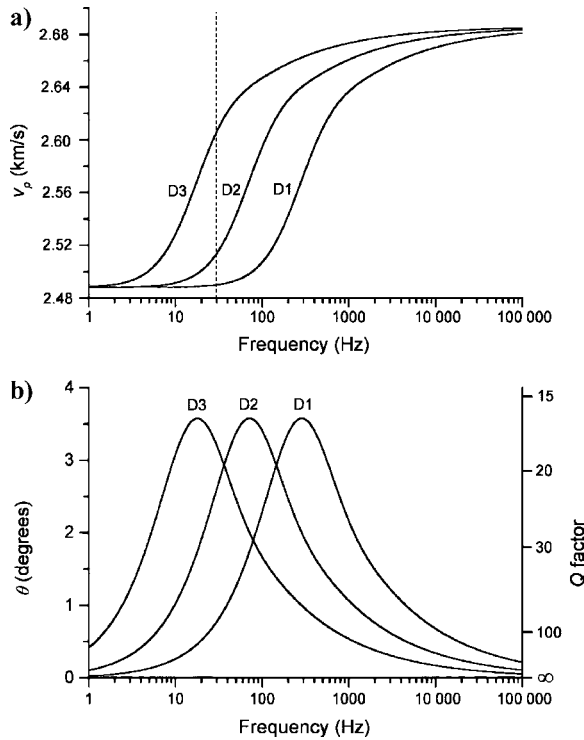 a)
2.68
2.64
2.60
2.56
2.52
2.48
vₚ (km/s)
D3
D2
D1
1
10
100
1000
10 000
100 000
Frequency (Hz)
b)
4
3
2
1
0
θ (degrees)
D3
D2
D1
15
20
30
100
∞
Q factor
1
10
100
1000
10 000
100 000
Frequency (Hz)